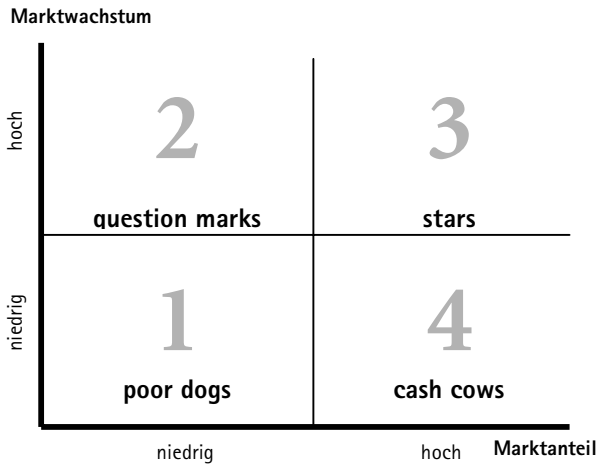 Marktwachstum
hoch
2
3
question marks
stars
niedrig
1
4
poor dogs
cash cows
niedrig
hoch
Marktanteil